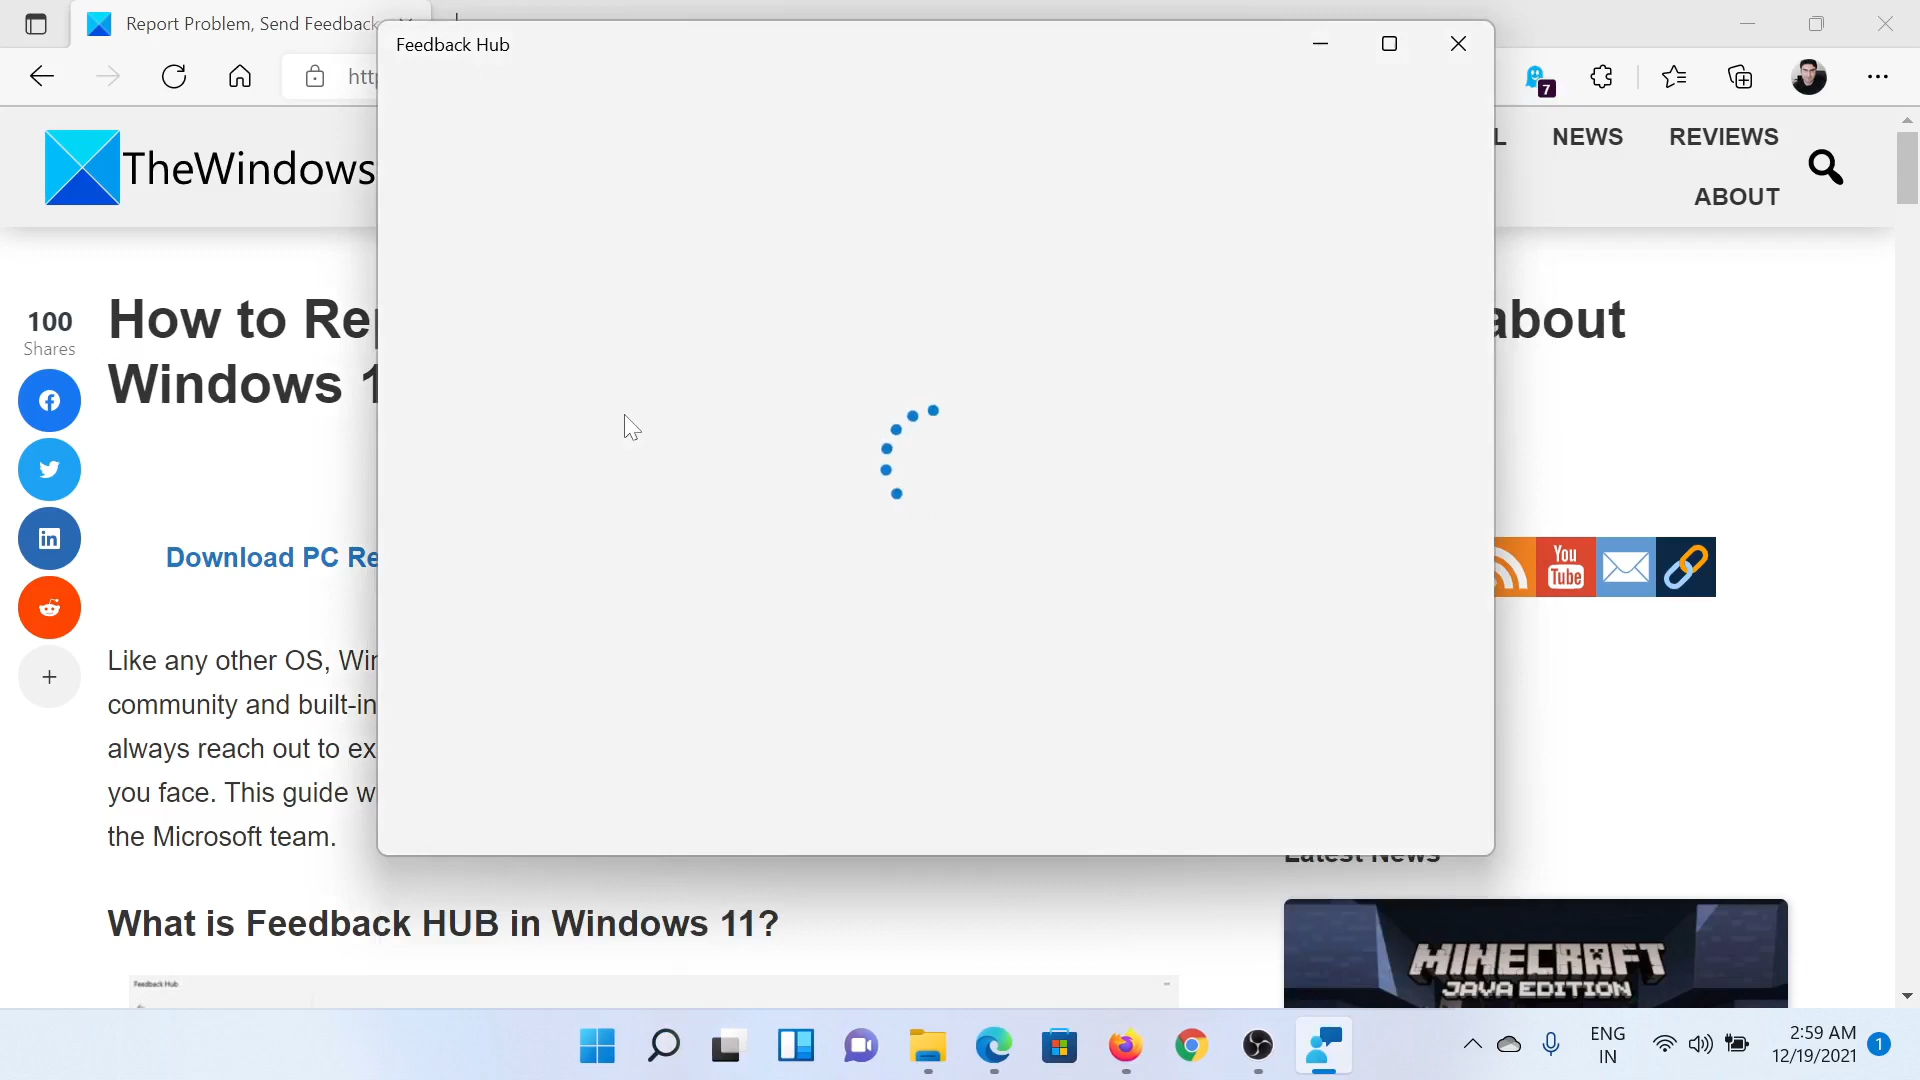 Report Problem, Send Feedback
Feedback Hub
7
TheWindows
NEWS
REVIEWS
ABOUT
100
Shares
How to Re
about
Windows 1
Download PC Re
You
Tube
Like any other OS, Wi
community and built-in
always reach out to ex
you face. This guide w
the Microsoft team.
Latest News
What is Feedback HUB in Windows 11?
Feedback Hub
MINECRAFT
JAVA EDITION
ENG
IN
2:59 AM
12/19/2021
1